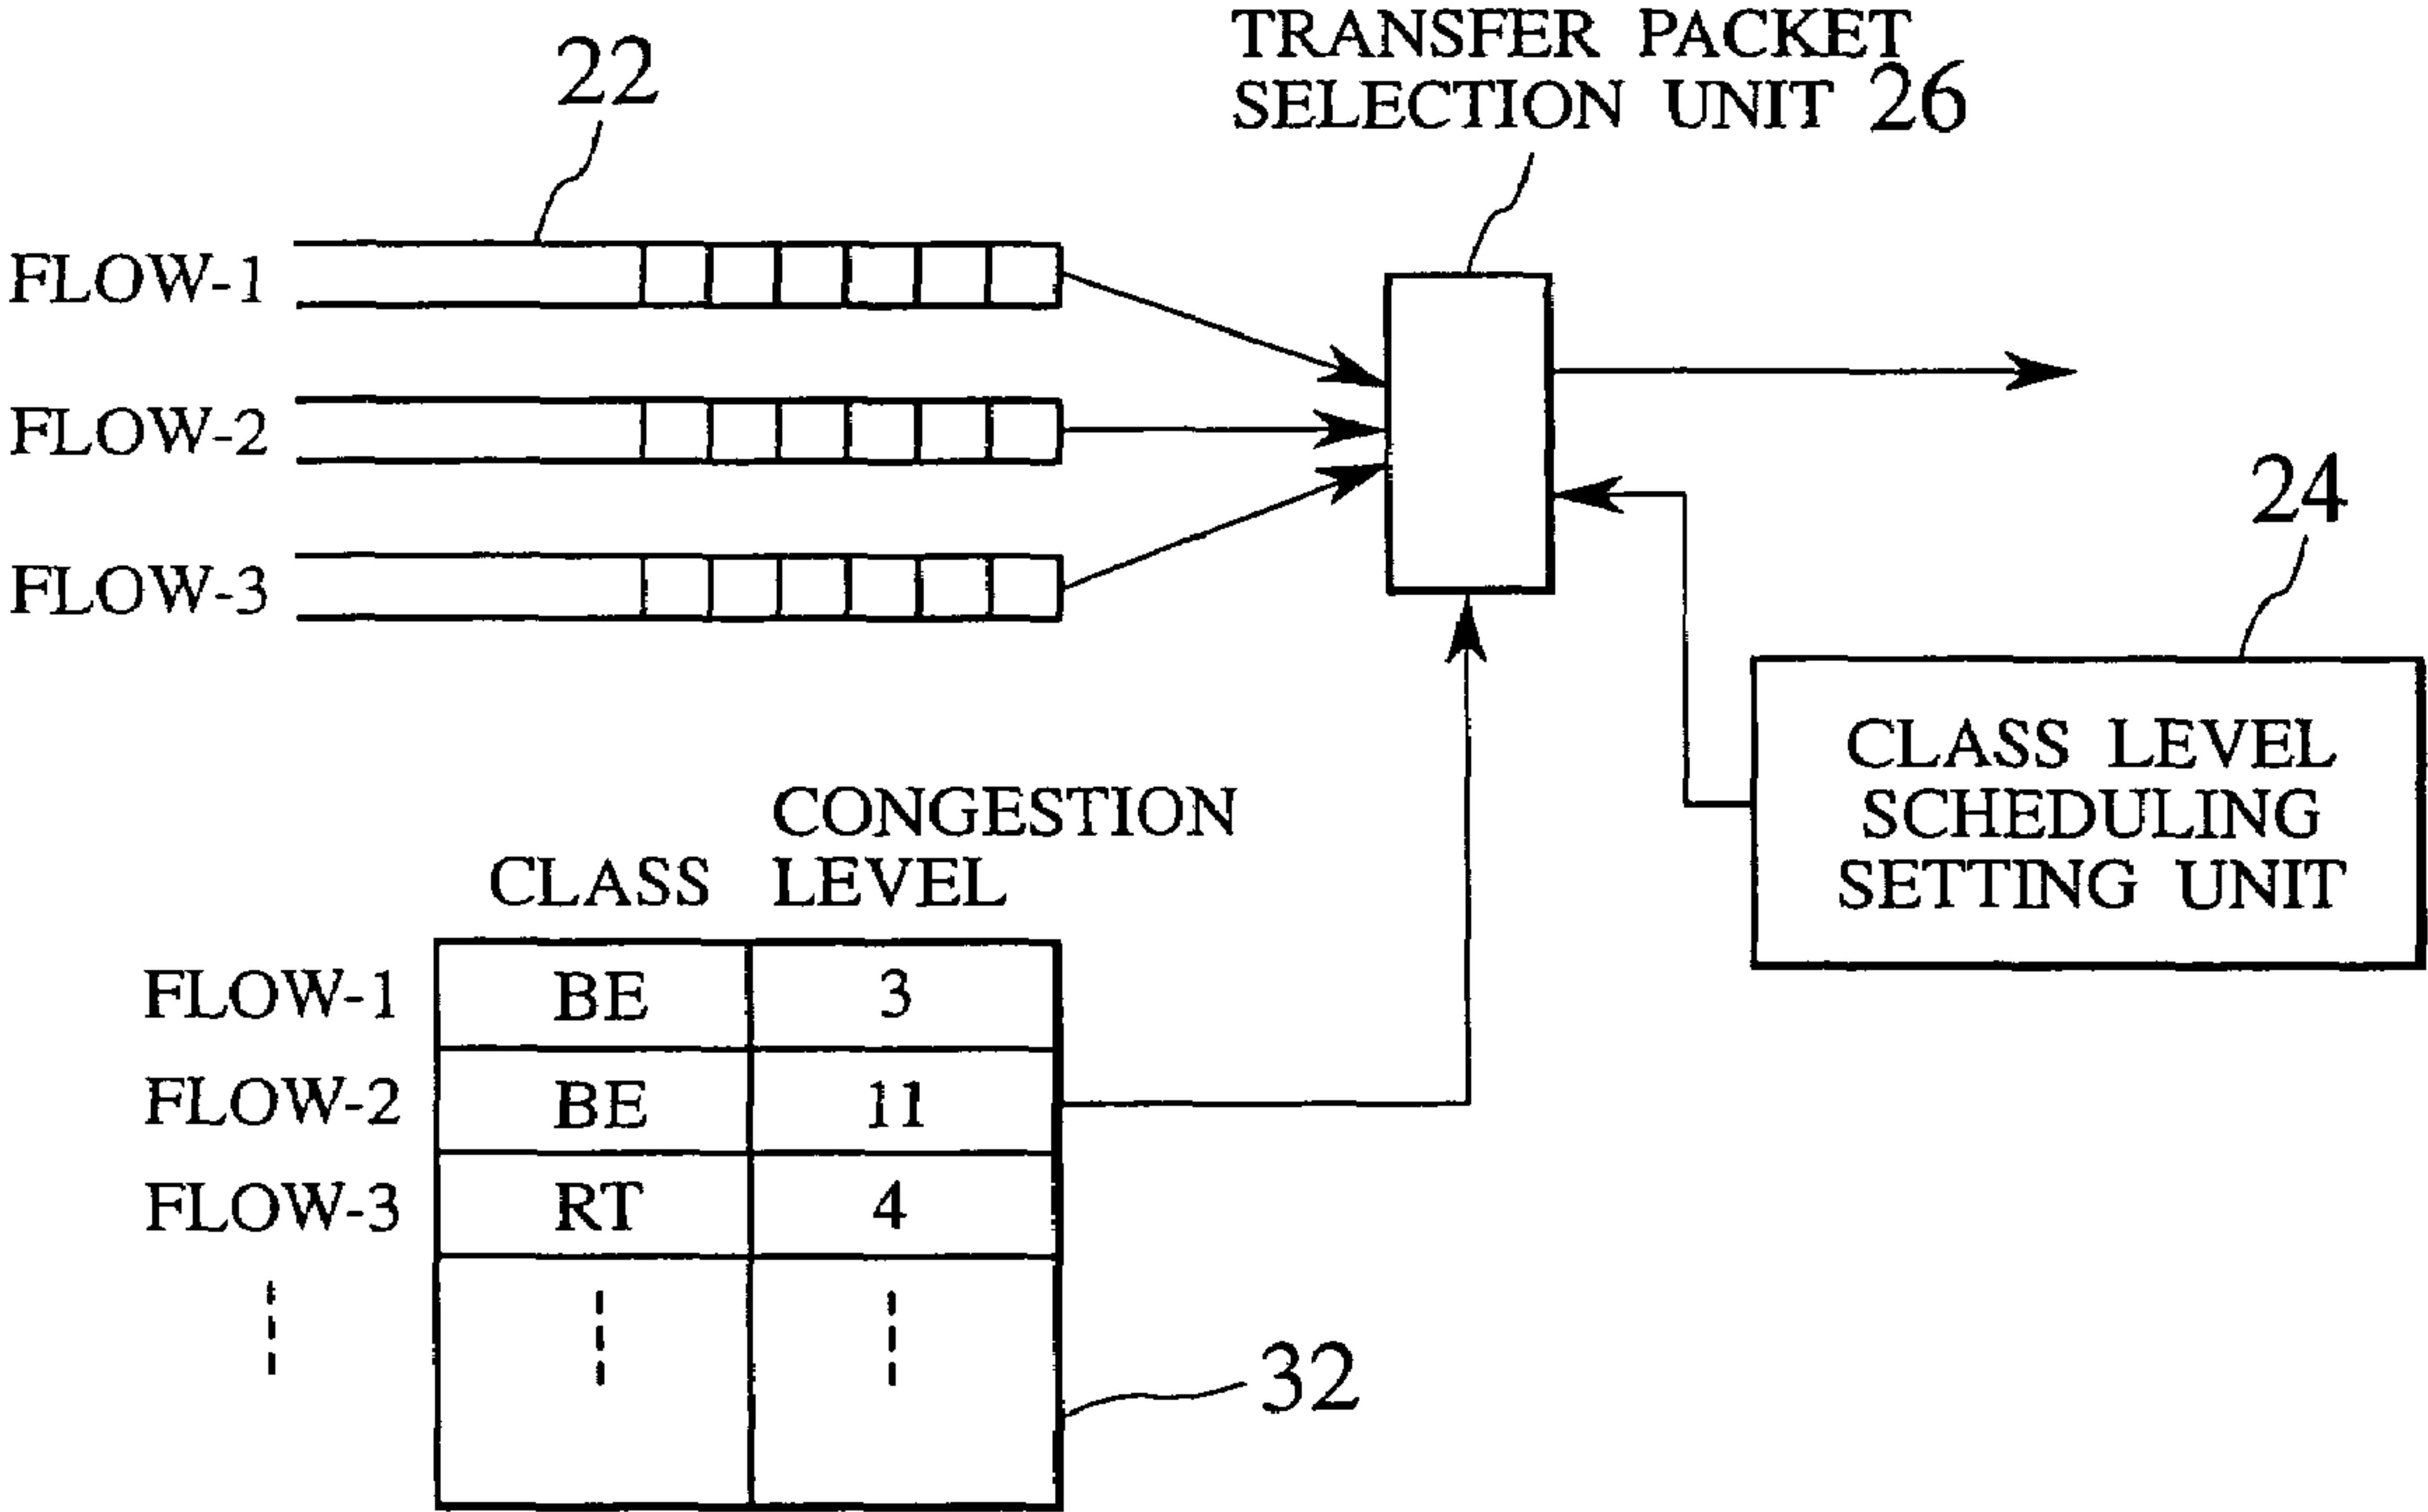 22
TRANSFER PACKET
SELECTION UNIT 26
FLOW-1
FLOW-2
FLOW-3
24
CLASS LEVEL
SCHEDULING
SETTING UNIT
CONGESTION
CLASS LEVEL
FLOW-1 BE 3
FLOW-2 BE 11
FLOW-3 RT 4
32